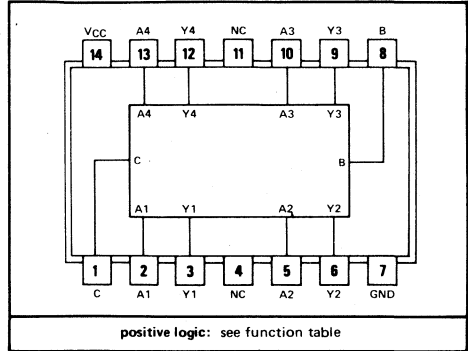 VCC A4 Y4 NC A3 Y3 B
14 13 12 11 10 9 8
A4 Y4 A3 Y3
C B
A1 Y1 A2 Y2
1 2 3 4 5 6 7
C A1 Y1 NC A2 Y2 GND
positive logic: see function table